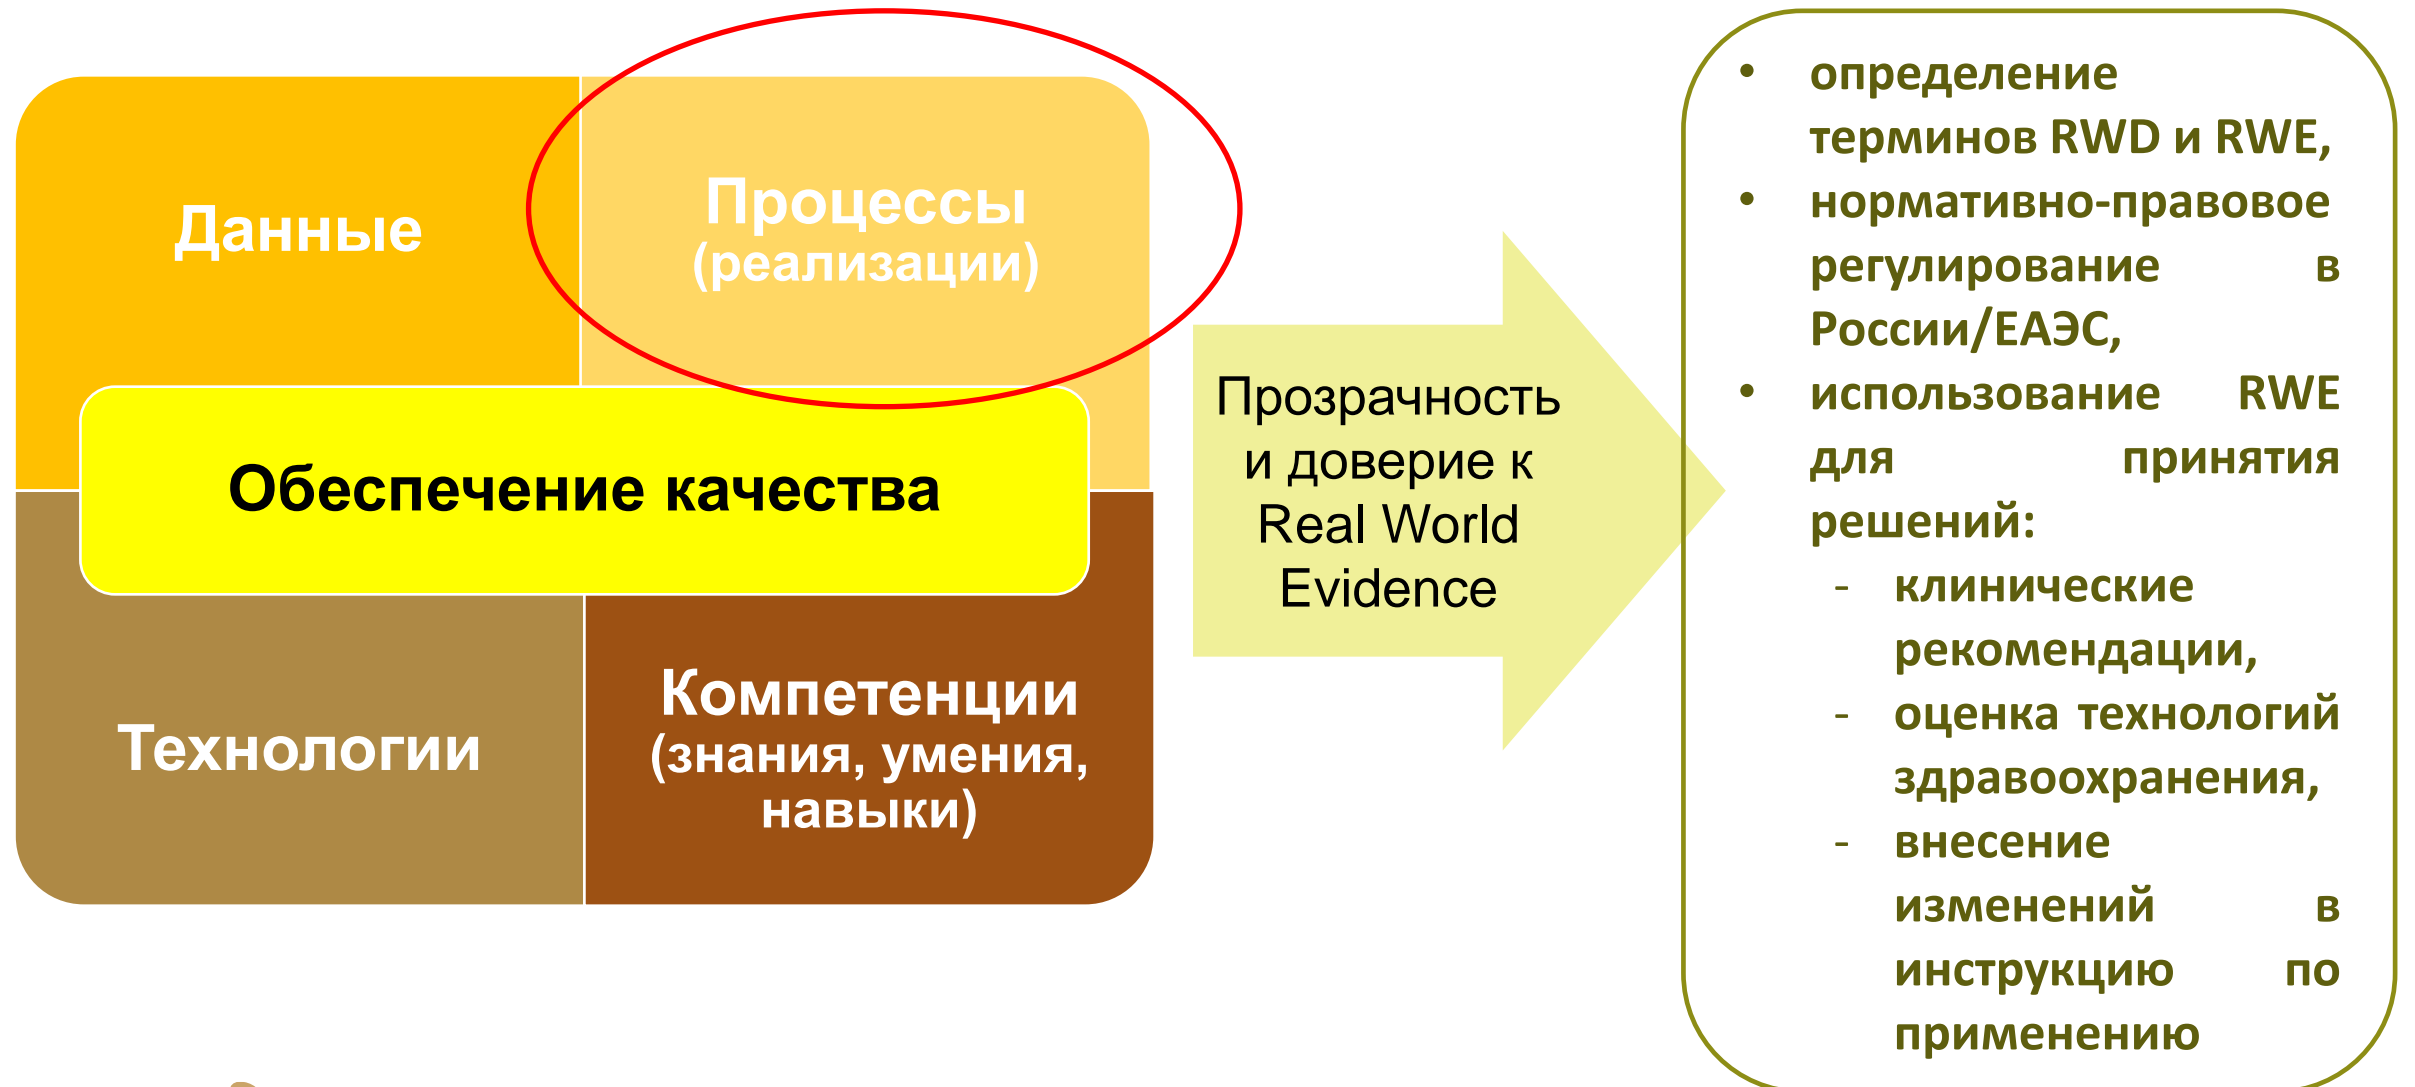 Данные
Процессы
(реализации)
Обеспечение качества
Технологии
Компетенции
(знания, умения,
навыки)
Прозрачность
и доверие к
Real World
Evidence
• определение
терминов RWD и RWE,
• нормативно-правовое
регулирование в
России/ЕАЭС,
• использование RWE
для принятия
решений:
- клинические
рекомендации,
- оценка технологий
здравоохранения,
- внесение
изменений в
инструкцию по
применению